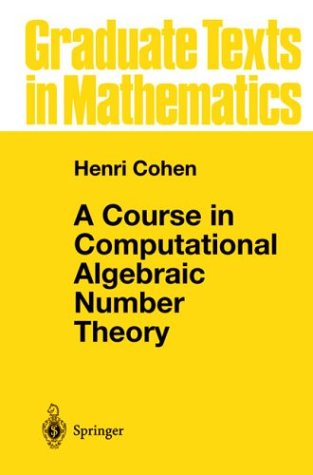 Graduate Texts
in Mathematics
Henri Cohen
A Course in
Computational
Algebraic
Number
Theory
Springer